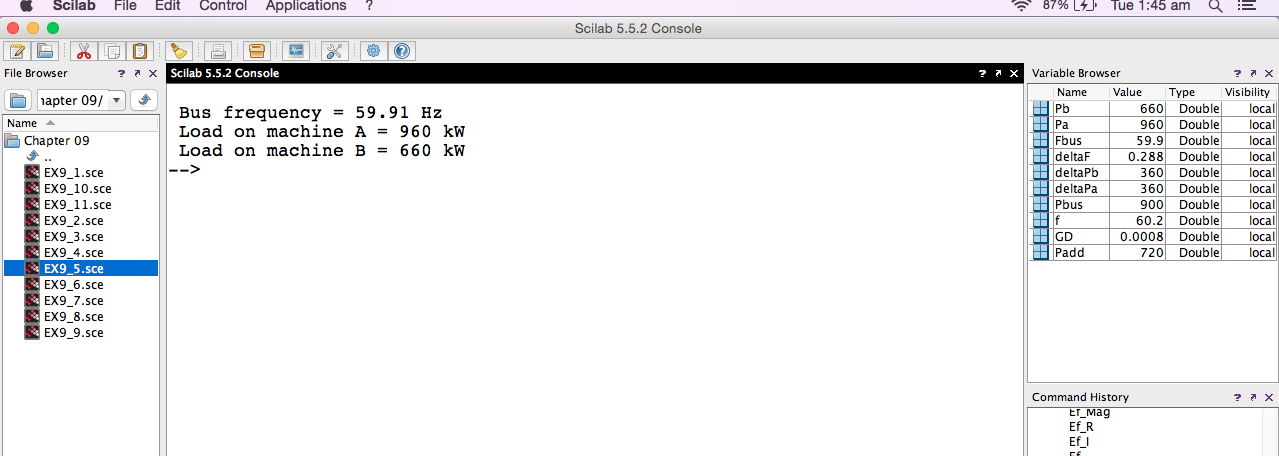 Scilab File Edit Control Applications ? 87% Tue 1:45 am
Scilab 5.5.2 Console
File Browser ? Scilab 5.5.2 Console ? Variable Browser ?
hapter 09/
Name
Chapter 09
..
EX9_1.sce
EX9_10.sce
EX9_11.sce
EX9_2.sce
EX9_3.sce
EX9_4.sce
EX9_5.sce
EX9_6.sce
EX9_7.sce
EX9_8.sce
EX9_9.sce
Bus frequency = 59.91 Hz
Load on machine A = 960 kW
Load on machine B = 660 kW
-->
Name Value Type Visibility
Pb 660 Double local
Pa 960 Double local
Fbus 59.9 Double local
deltaF 0.288 Double local
deltaPb 360 Double local
deltaPa 360 Double local
Pbus 900 Double local
f 60.2 Double local
GD 0.0008 Double local
Padd 720 Double local
Command History ?
Ef_Mag
Ef_R
Ef_I
Ef